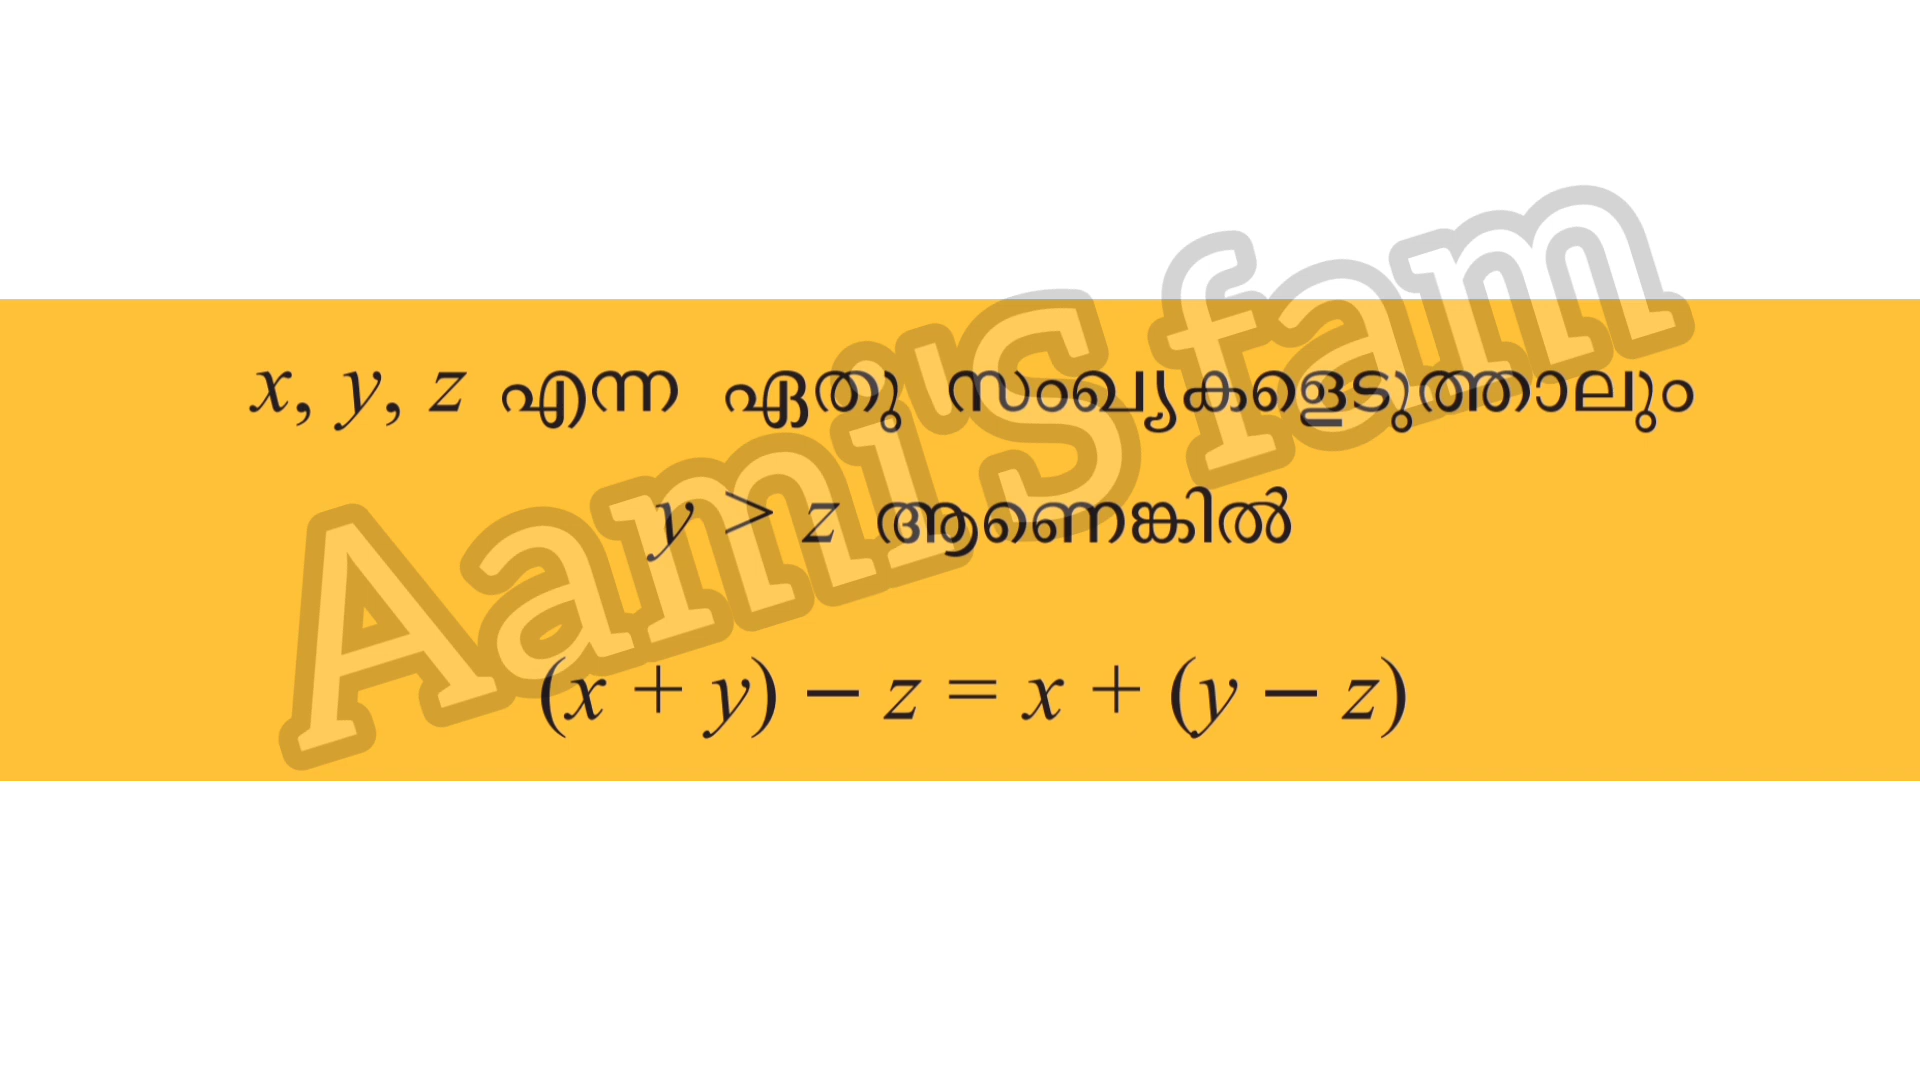 x, y, z എന്ന ഏതു സംഖ്യകളെടുത്താലും
y > z ആണെങ്കിൽ
(x + y) − z = x + (y − z)
Aami's fam